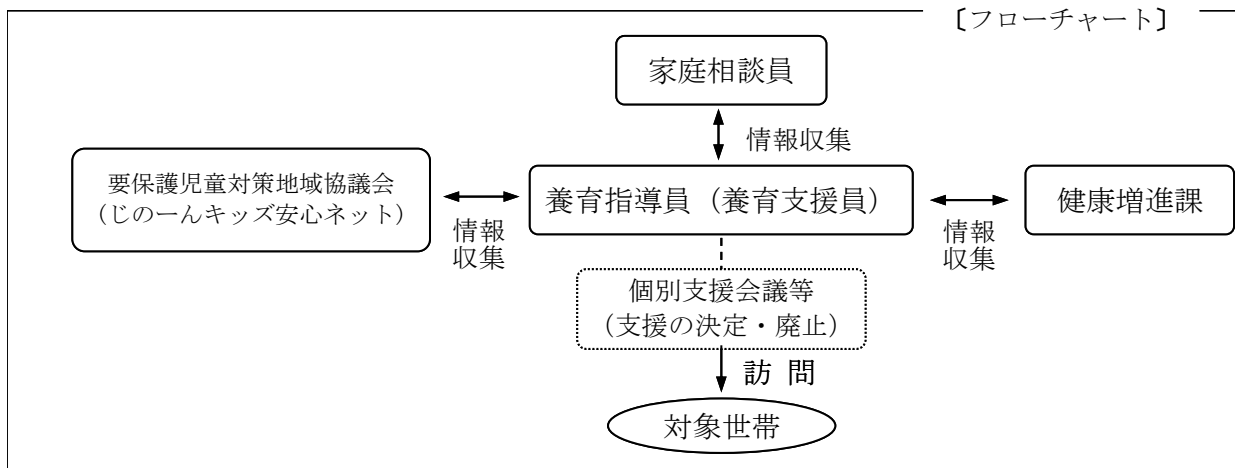 〔フローチャート〕
家庭相談員
情報収集
要保護児童対策地域協議会
（じのーんキッズ安心ネット）
情報
収集
養育指導員（養育支援員）
情報
収集
健康増進課
個別支援会議等
（支援の決定・廃止）
訪 問
対象世帯